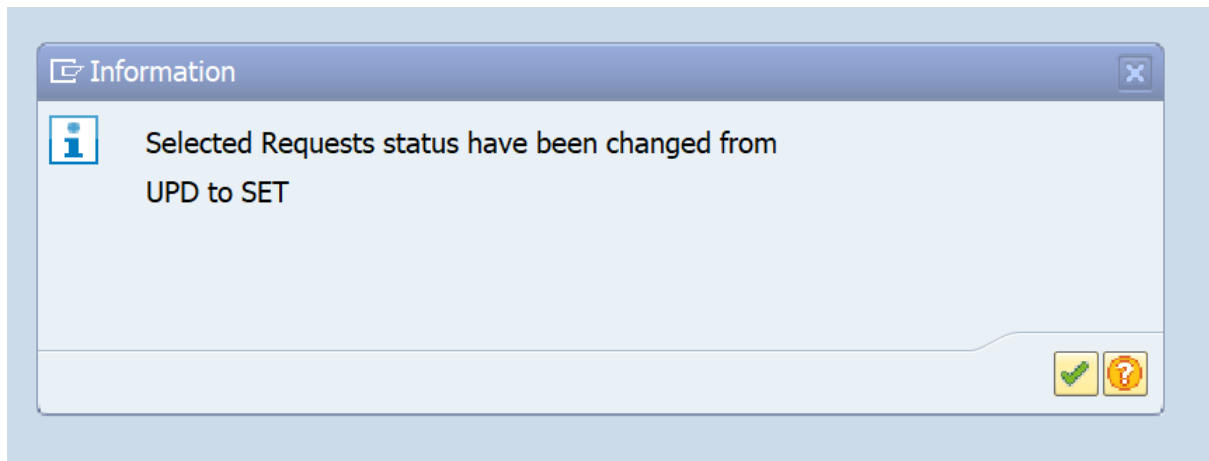 Information
Selected Requests status have been changed from
UPD to SET